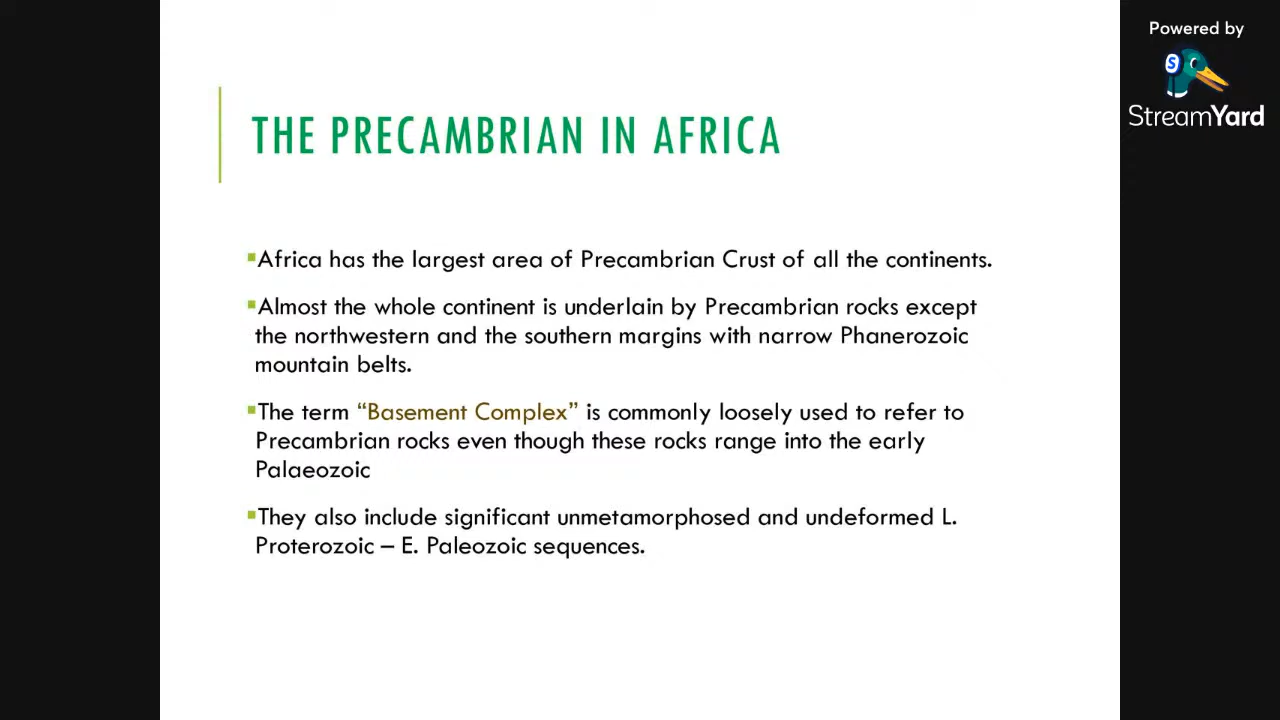 Powered by
S
StreamYard
THE PRECAMBRIAN IN AFRICA
▪Africa has the largest area of Precambrian Crust of all the continents.
▪Almost the whole continent is underlain by Precambrian rocks except
the northwestern and the southern margins with narrow Phanerozoic
mountain belts.
▪The term “Basement Complex” is commonly loosely used to refer to
Precambrian rocks even though these rocks range into the early
Palaeozoic
▪They also include significant unmetamorphosed and undeformed L.
Proterozoic – E. Paleozoic sequences.